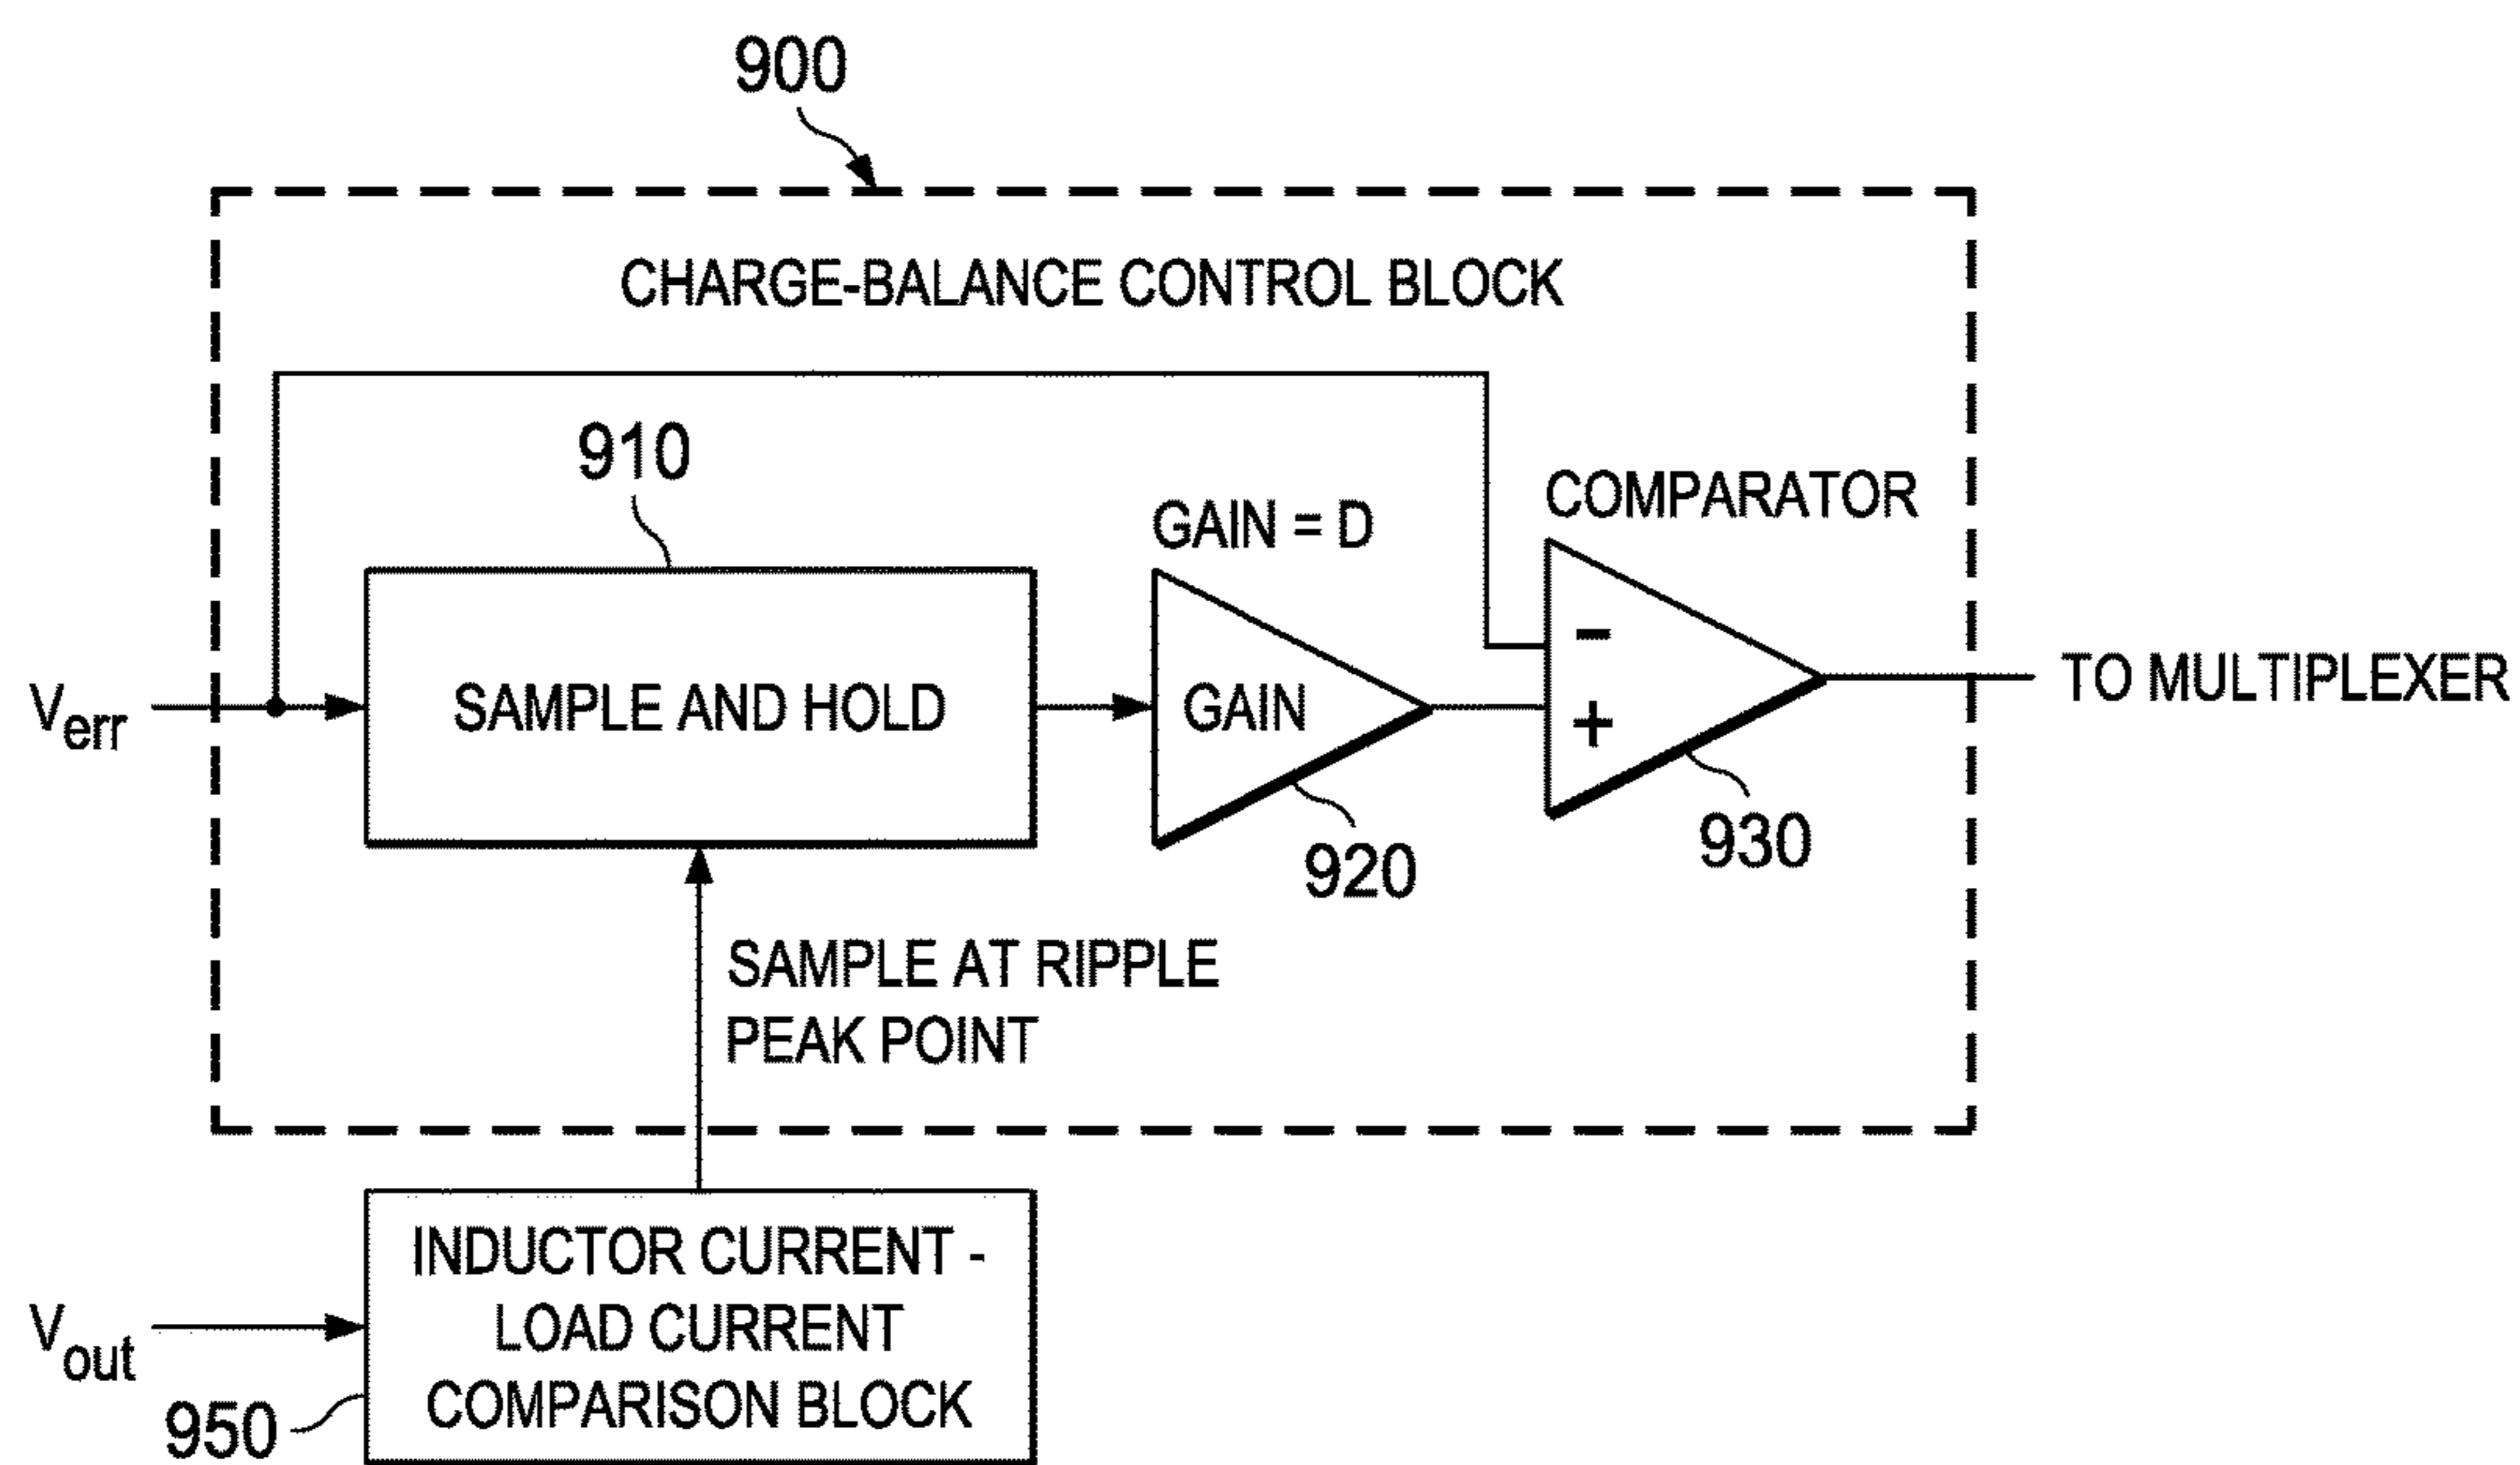 900
CHARGE-BALANCE CONTROL BLOCK
910
GAIN = D
COMPARATOR
Verr
SAMPLE AND HOLD
GAIN
-
+
TO MULTIPLEXER
920
930
SAMPLE AT RIPPLE
PEAK POINT
Vout
INDUCTOR CURRENT -
LOAD CURRENT
COMPARISON BLOCK
950